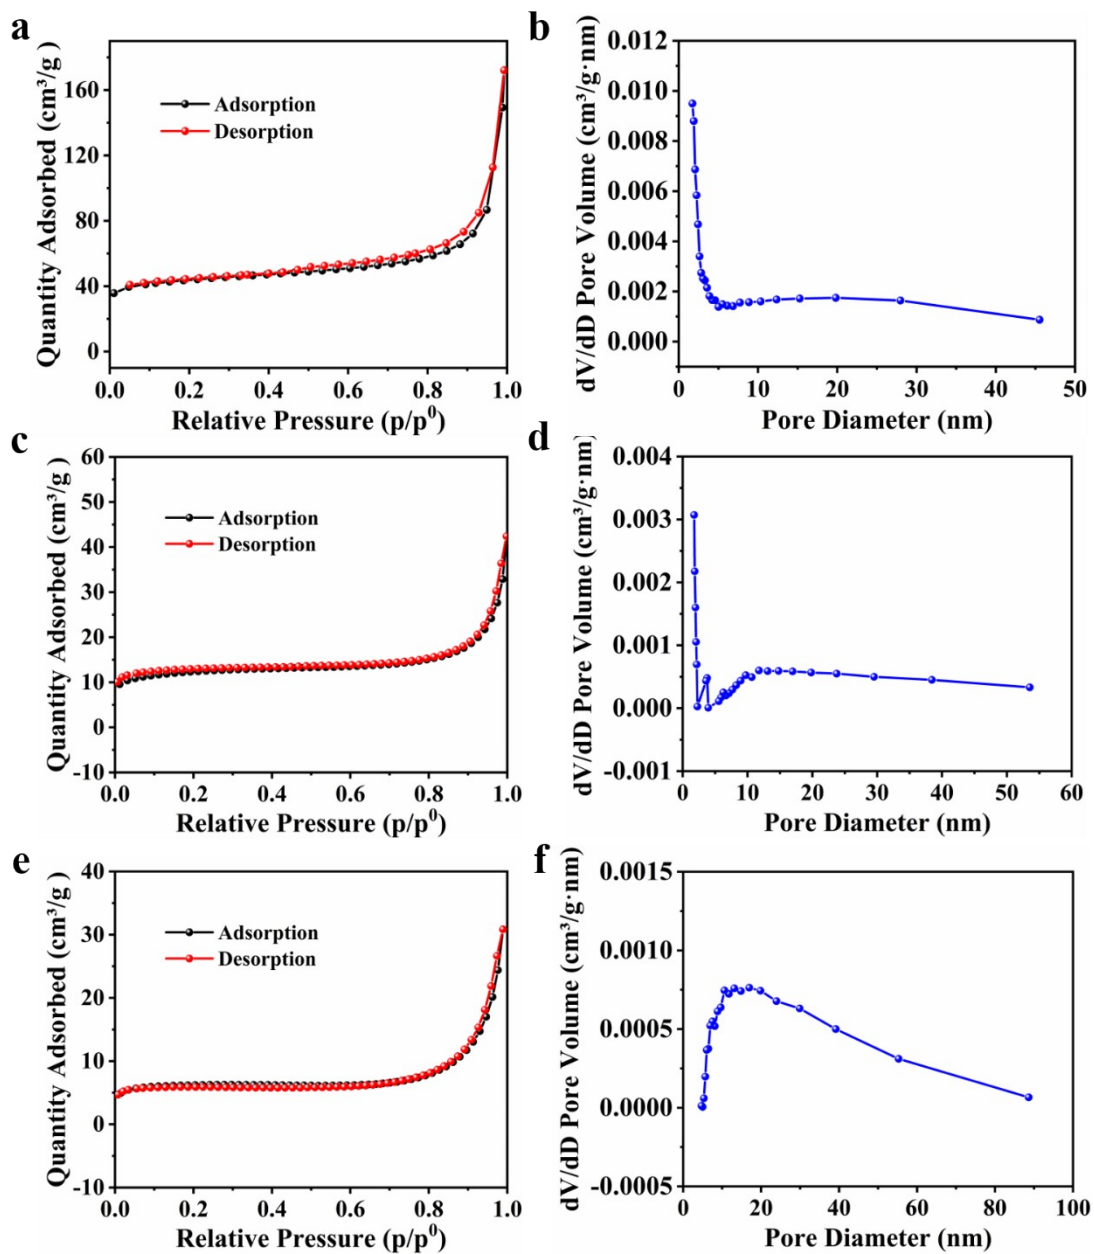 a
Quantity Adsorbed (cm³/g )
160
120
80
40
0
Adsorption
Desorption
0.0 0.2 0.4 0.6 0.8 1.0
Relative Pressure (p/p⁰)
b
dV/dD Pore Volume (cm³/g·nm)
0.012
0.010
0.008
0.006
0.004
0.002
0.000
0 10 20 30 40 50
Pore Diameter (nm)
c
Quantity Adsorbed (cm³/g )
60
50
40
30
20
10
0
-10
Adsorption
Desorption
0.0 0.2 0.4 0.6 0.8 1.0
Relative Pressure (p/p⁰)
d
dV/dD Pore Volume (cm³/g·nm)
0.004
0.003
0.002
0.001
0.000
-0.001
0 10 20 30 40 50 60
Pore Diameter (nm)
e
Quantity Adsorbed (cm³/g )
40
30
20
10
0
-10
Adsorption
Desorption
0.0 0.2 0.4 0.6 0.8 1.0
Relative Pressure (p/p⁰)
f
dV/dD Pore Volume (cm³/g·nm)
0.0015
0.0010
0.0005
0.0000
-0.0005
0 20 40 60 80 100
Pore Diameter (nm)